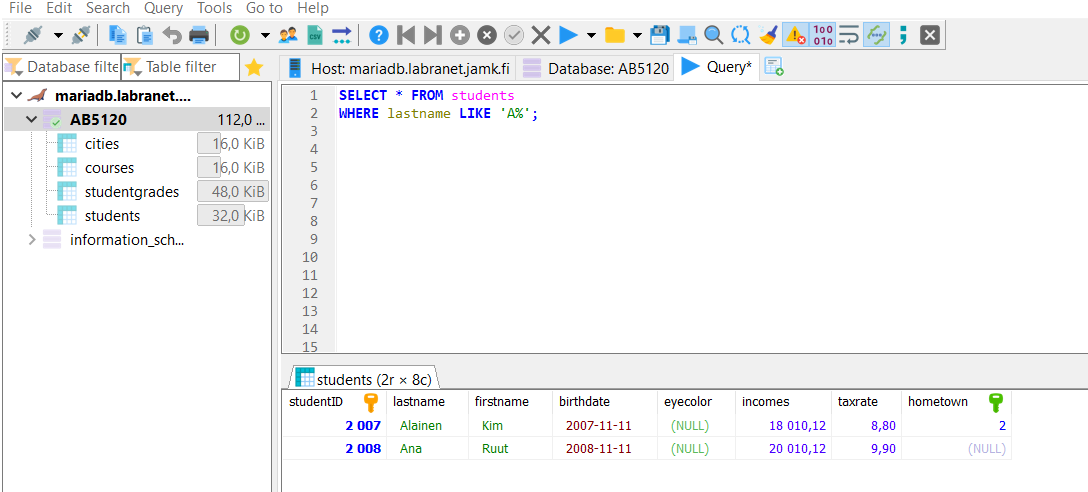 File Edit Search Query Tools Go to Help
Database filte Table filter Host: mariadb.labranet.jamk.fi Database: AB5120 Query*
mariadb.labranet....
AB5120 112,0 ...
cities 16,0 KiB
courses 16,0 KiB
studentgrades 48,0 KiB
students 32,0 KiB
information_sch...
1 SELECT * FROM students
2 WHERE lastname LIKE 'A%';
3
4
5
6
7
8
9
10
11
12
13
14
15
students (2r × 8c)
studentID lastname firstname birthdate eyecolor incomes taxrate hometown
2 007 Alainen Kim 2007-11-11 (NULL) 18 010,12 8,80 2
2 008 Ana Ruut 2008-11-11 (NULL) 20 010,12 9,90 (NULL)